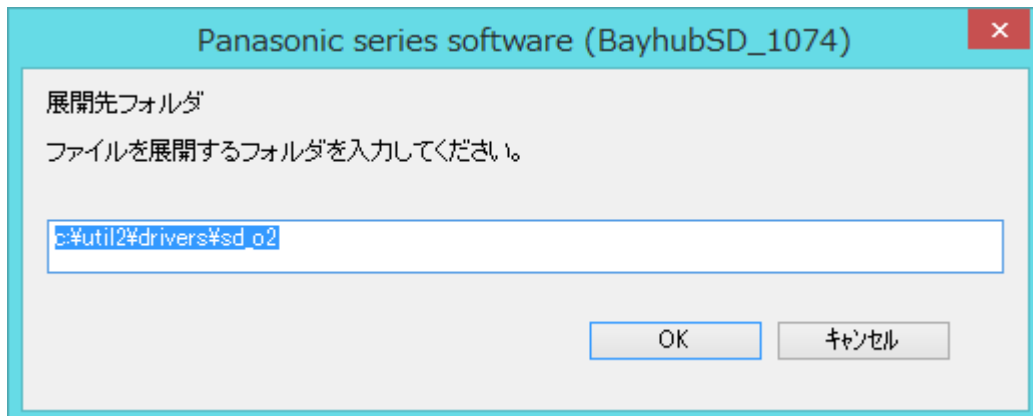 Panasonic series software (BayhubSD_1074)
展開先フォルダ
ファイルを展開するフォルダを入力してください。
c:¥util2¥drivers¥sd_o2
OK
キャンセル